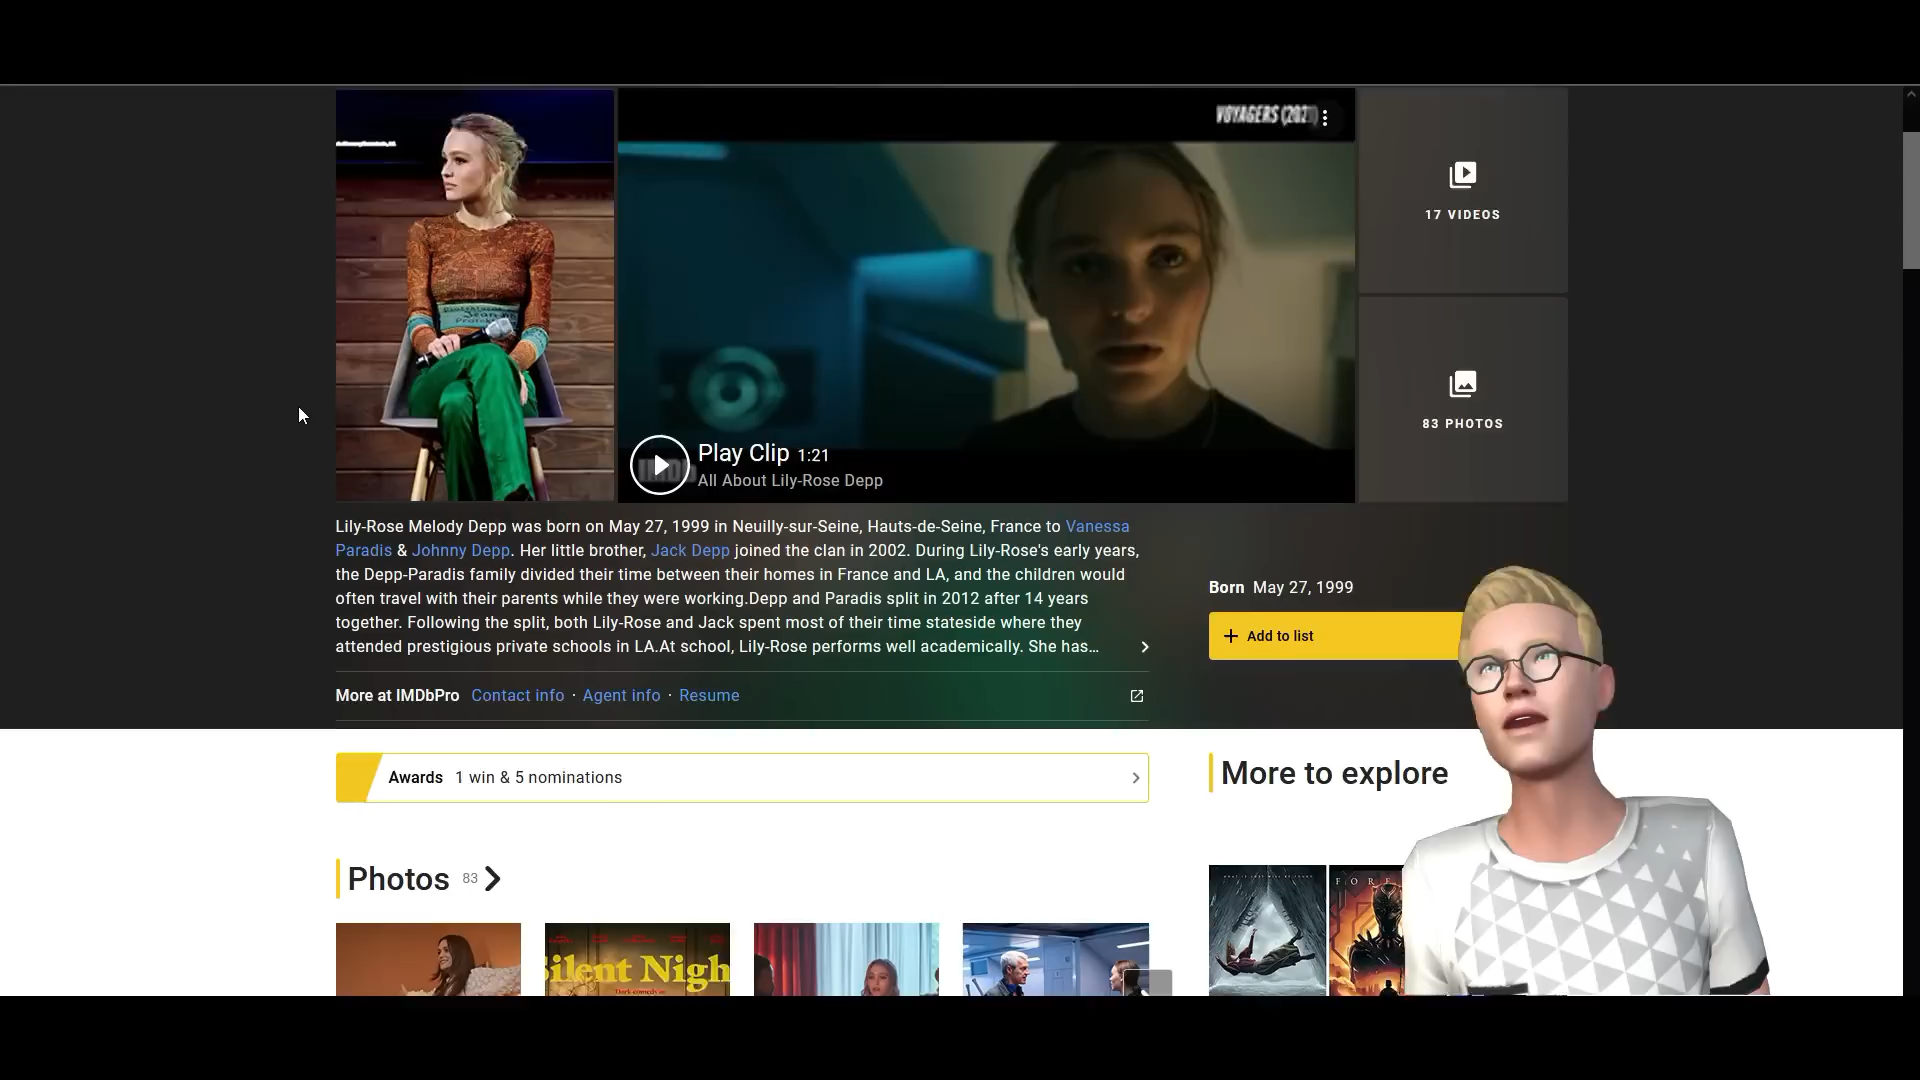 VOYAGERS (202
17 VIDEOS
83 PHOTOS
Play Clip 1:21
All About Lily-Rose Depp
Lily-Rose Melody Depp was born on May 27, 1999 in Neuilly-sur-Seine, Hauts-de-Seine, France to Vanessa
Paradis & Johnny Depp. Her little brother, Jack Depp joined the clan in 2002. During Lily-Rose's early years,
the Depp-Paradis family divided their time between their homes in France and LA, and the children would
often travel with their parents while they were working.Depp and Paradis split in 2012 after 14 years
together. Following the split, both Lily-Rose and Jack spent most of their time stateside where they
attended prestigious private schools in LA.At school, Lily-Rose performs well academically. She has…
Born May 27, 1999
+ Add to list
More at IMDbPro Contact info · Agent info · Resume
Awards 1 win & 5 nominations
More to explore
Photos 83
Silent Nigh
FORE